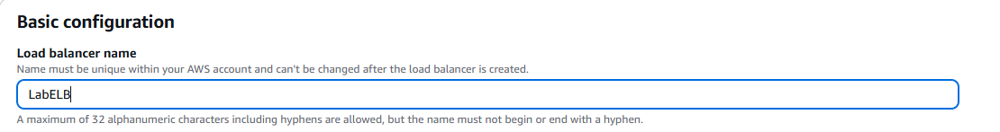 Basic configuration
Load balancer name
Name must be unique within your AWS account and can't be changed after the load balancer is created.
LabELB
A maximum of 32 alphanumeric characters including hyphens are allowed, but the name must not begin or end with a hyphen.